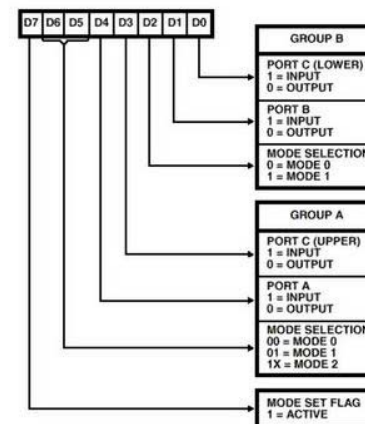 D7 D6 D5 D4 D3 D2 D1 D0
GROUP B
PORT C (LOWER)
1 = INPUT
0 = OUTPUT
PORT B
1 = INPUT
0 = OUTPUT
MODE SELECTION
0 = MODE 0
1 = MODE 1
GROUP A
PORT C (UPPER)
1 = INPUT
0 = OUTPUT
PORT A
1 = INPUT
0 = OUTPUT
MODE SELECTION
00 = MODE 0
01 = MODE 1
1X = MODE 2
MODE SET FLAG
1 = ACTIVE